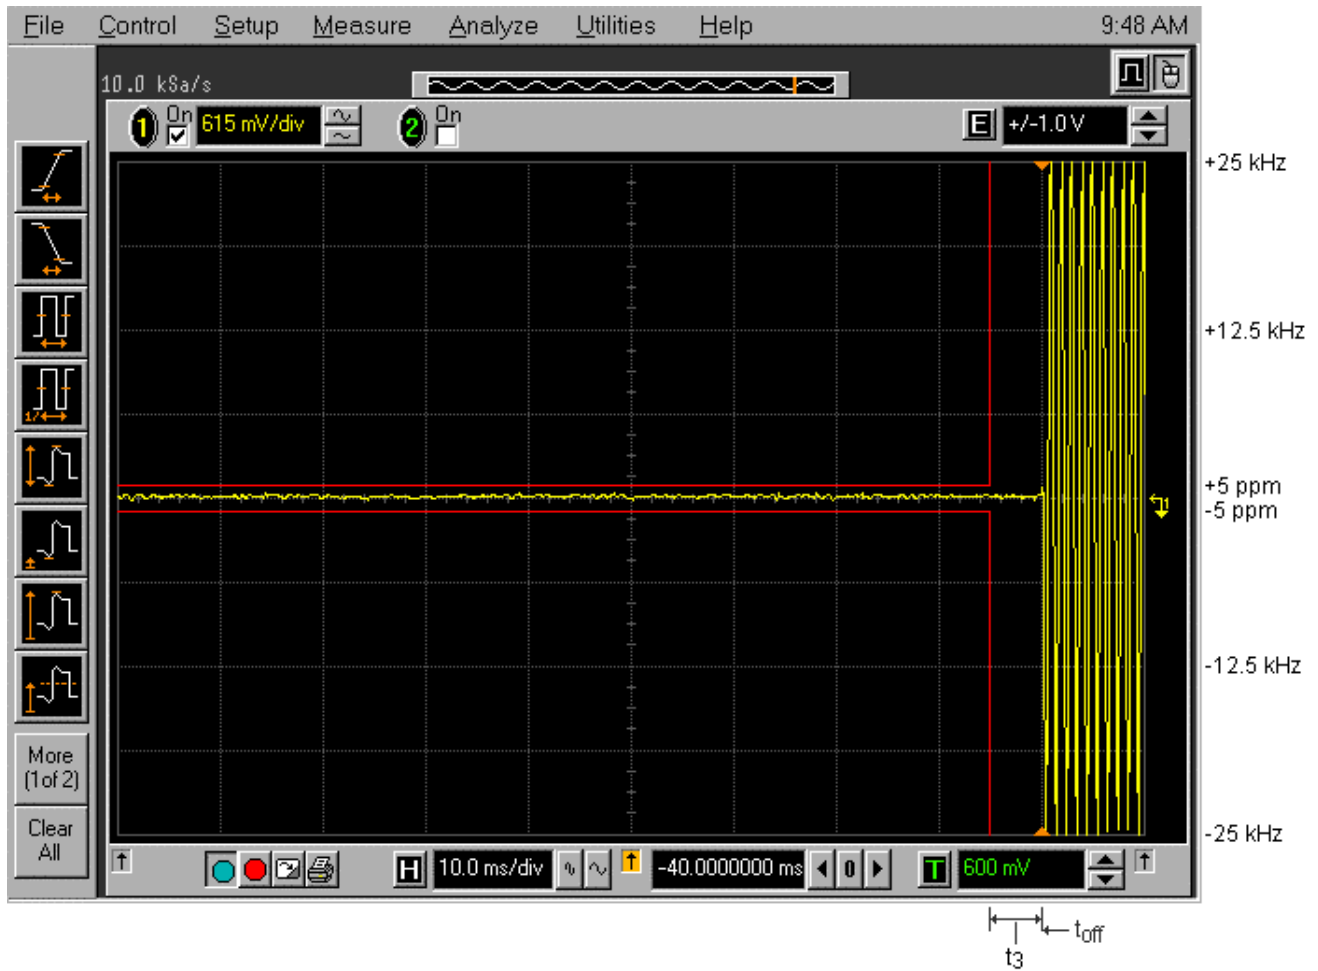 File Control Setup Measure Analyze Utilities Help 9:48 AM
10.0 kSa/s
1 On 615 mV/div 2 On E +/-1.0 V
+25 kHz
+12.5 kHz
+5 ppm
-5 ppm
1
-12.5 kHz
-25 kHz
1/
More
(1of 2)
Clear
All
H 10.0 ms/div -40.0000000 ms 0 T 600 mV
toff
t3